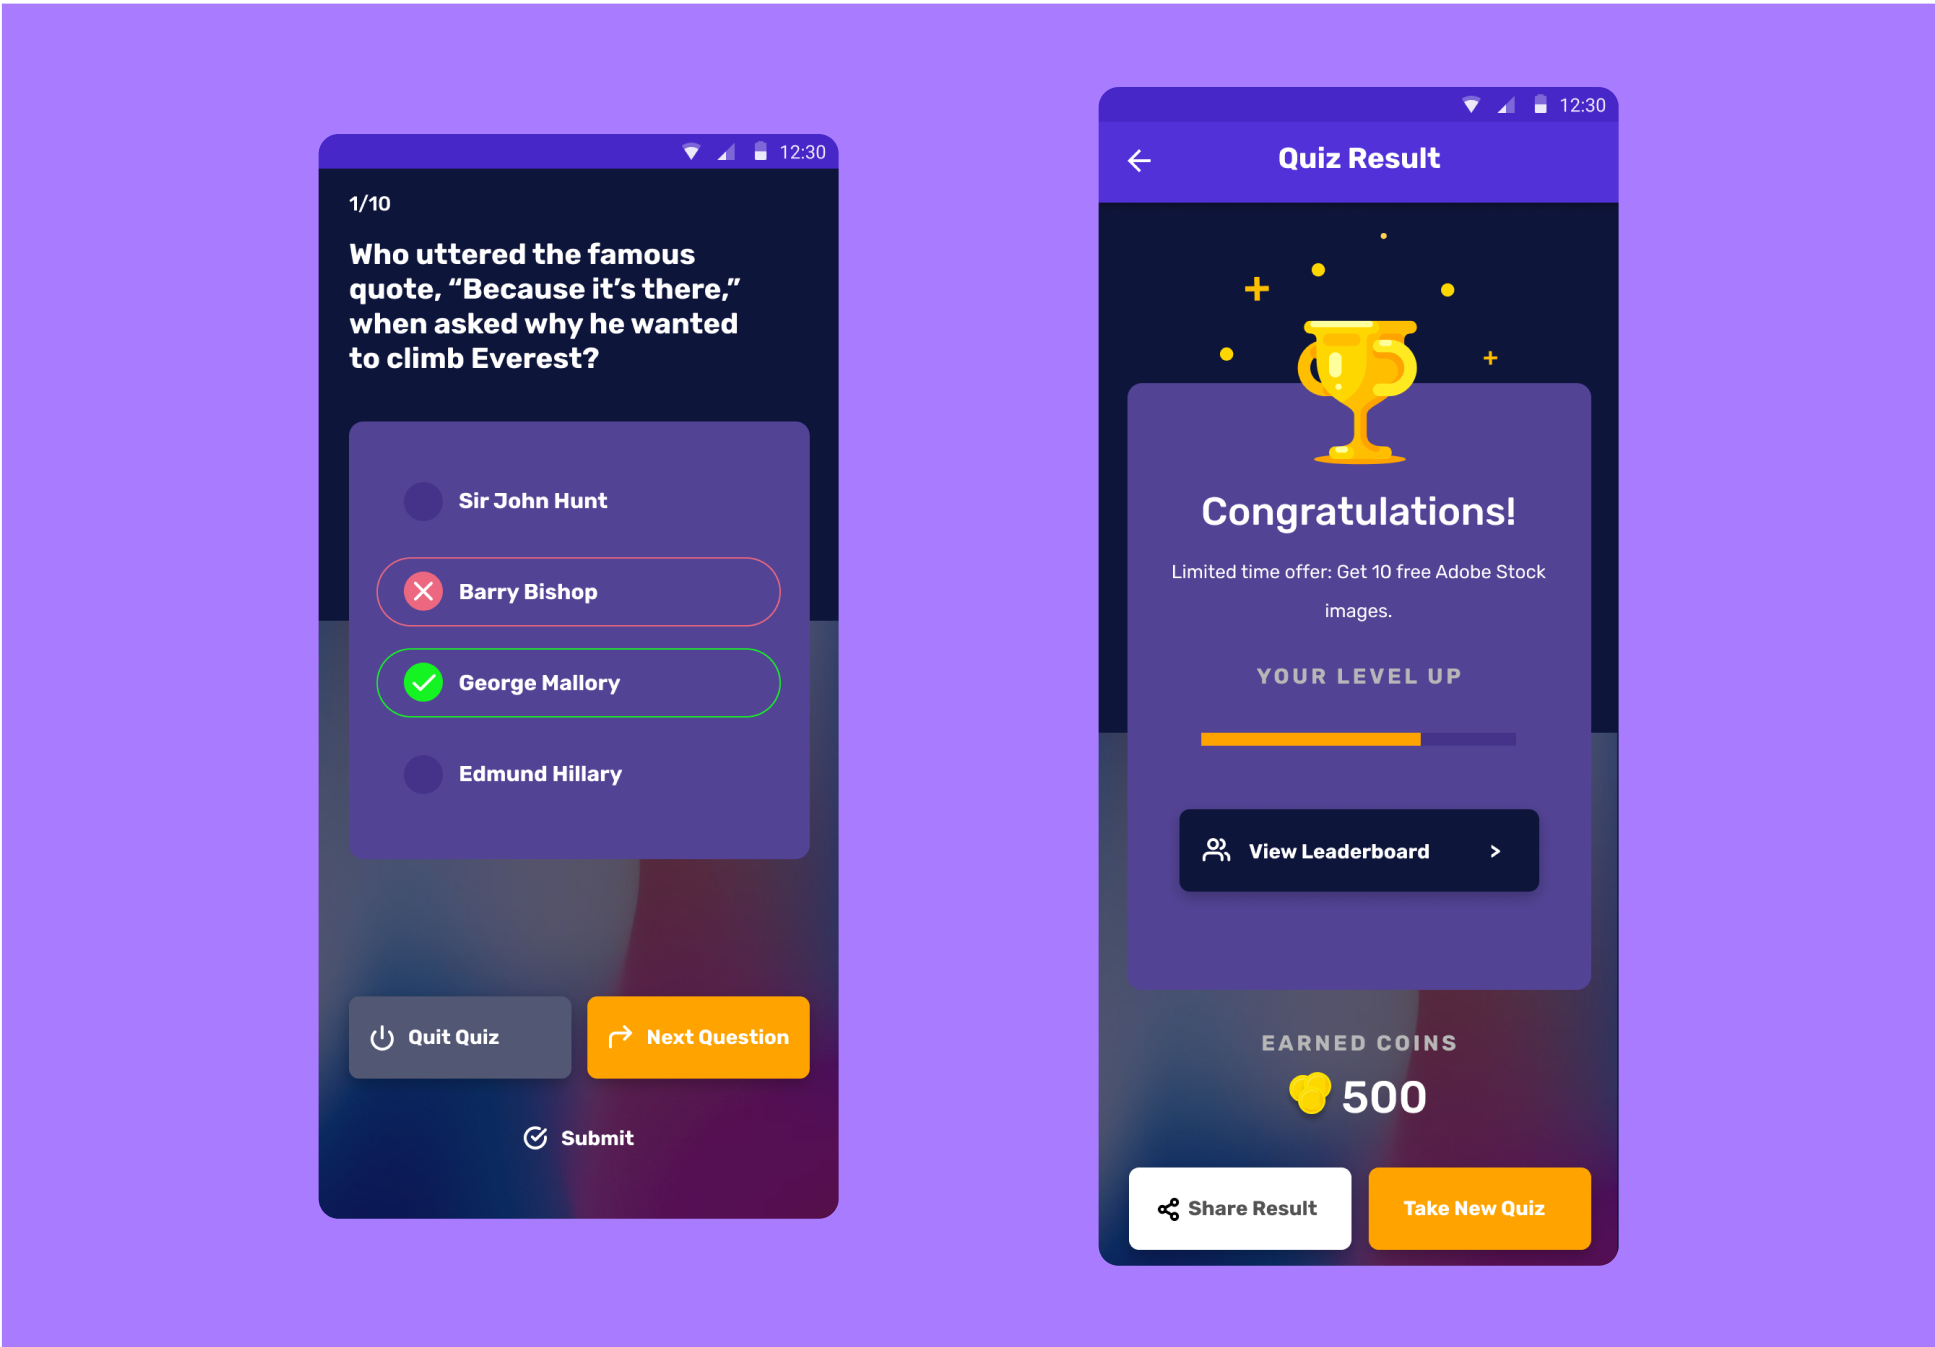 12:30
1/10
Who uttered the famous
quote, “Because it’s there,”
when asked why he wanted
to climb Everest?
Sir John Hunt
Barry Bishop
George Mallory
Edmund Hillary
Quit Quiz
Next Question
Submit
12:30
Quiz Result
Congratulations!
Limited time offer: Get 10 free Adobe Stock
images.
YOUR LEVEL UP
View Leaderboard >
EARNED COINS
500
Share Result
Take New Quiz